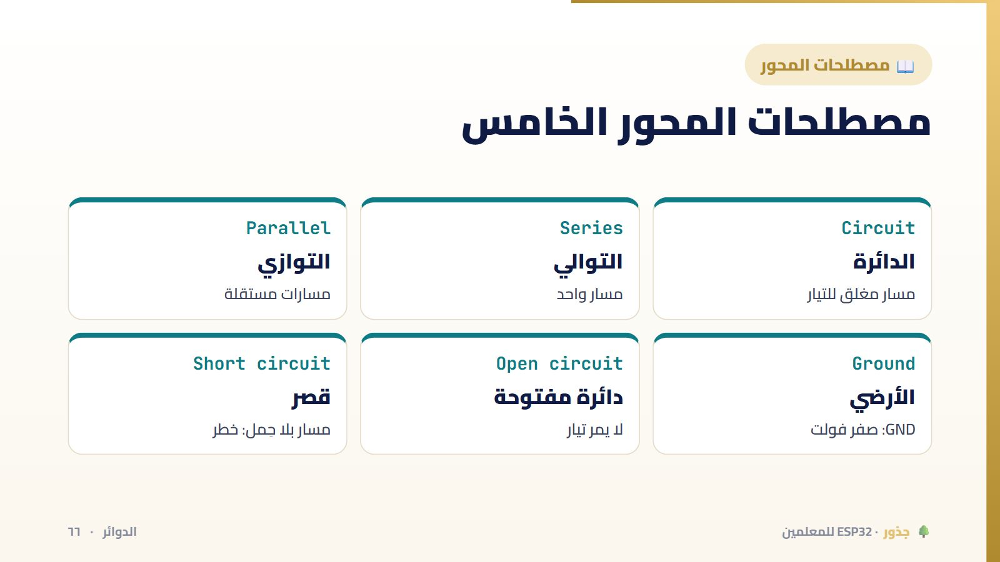 📖 مصطلحات المحور
مصطلحات المحور الخامس
Circuit
الدائرة
مسار مغلق للتيار
Series
التوالي
مسار واحد
Parallel
التوازي
مسارات مستقلة
Ground
الأرضي
GND: صفر فولت
Open circuit
دائرة مفتوحة
لا يمر تيار
Short circuit
قصر
مسار بلا حِمل: خطر
🌳 جذور · ESP32 للمعلمين
الدوائر · ٦٦